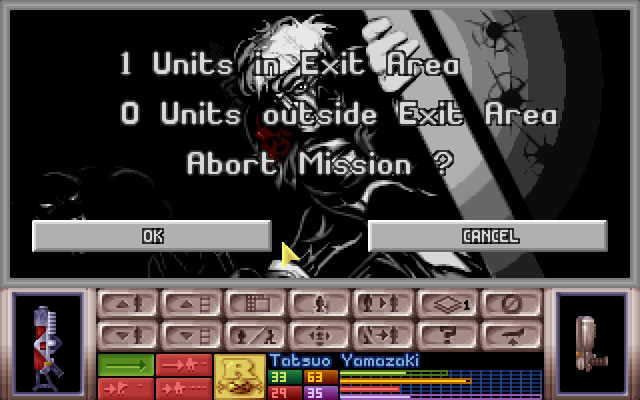 1 Units in Exit Area
0 Units outside Exit Area
Abort Mission ?
OK
CANCEL
1
Tatsuo Yamazaki
33 63
29 35